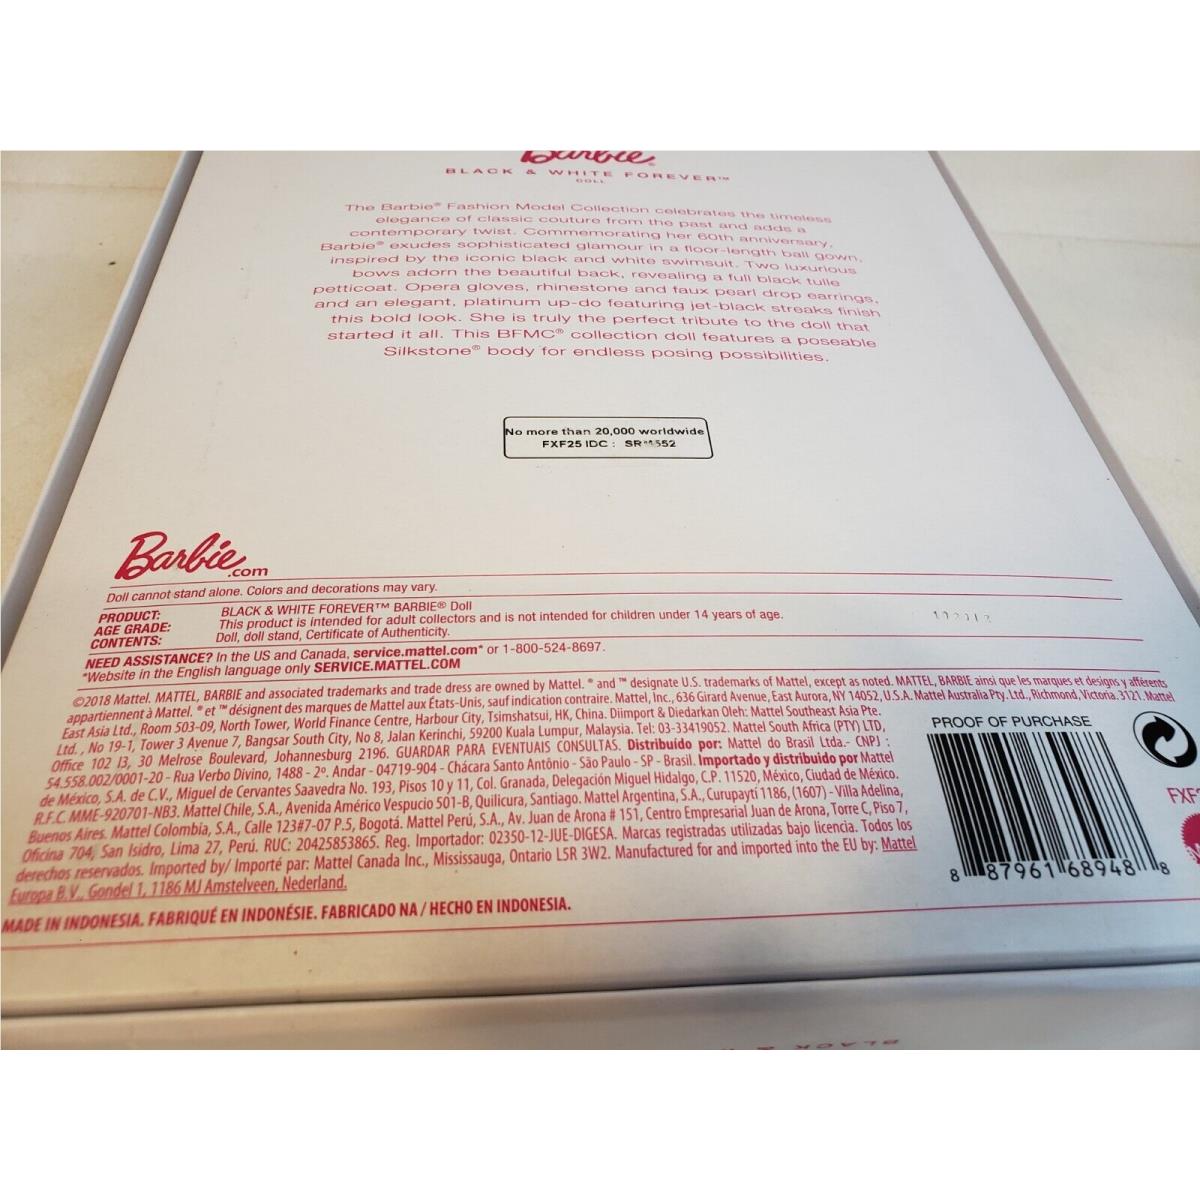 Barbie®
BLACK & WHITE FOREVER™
DOLL
The Barbie® Fashion Model Collection celebrates the timeless
elegance of classic couture from the past and adds a
contemporary twist. Commemorating her 60th anniversary,
Barbie® exudes sophisticated glamour in a floor-length ball gown,
inspired by the iconic black and white swimsuit. Two luxurious
bows adorn the beautiful back, revealing a full black tulle
petticoat. Opera gloves, rhinestone and faux pearl drop earrings,
and an elegant, platinum up-do featuring jet-black streaks finish
this bold look. She is truly the perfect tribute to the doll that
started it all. This BFMC® collection doll features a poseable
Silkstone® body for endless posing possibilities.
No more than 20,000 worldwide
FXF25 IDC :
Barbie.com
Doll cannot stand alone. Colors and decorations may vary.
PRODUCT: BLACK & WHITE FOREVER™ BARBIE® Doll
AGE GRADE: This product is intended for adult collectors and is not intended for children under 14 years of age.
CONTENTS: Doll, doll stand, Certificate of Authenticity.
NEED ASSISTANCE? In the US and Canada, service.mattel.com* or 1-800-524-8697.
*Website in the English language only SERVICE.MATTEL.COM
©2018 Mattel. MATTEL, BARBIE and associated trademarks and trade dress are owned by Mattel. ® and ™ designate U.S. trademarks of Mattel, except as noted. MATTEL, BARBIE ainsi que les marques et designs y afférents
appartiennent à Mattel. ® et ™ désignent des marques de Mattel aux États-Unis, sauf indication contraire. Mattel, Inc., 636 Girard Avenue, East Aurora, NY 14052, U.S.A. Mattel Australia Pty. Ltd., Richmond, Victoria. 3121. Mattel
East Asia Ltd., Room 503-09, North Tower, World Finance Centre, Harbour City, Tsimshatsui, HK, China. Diimport & Diedarkan Oleh: Mattel Southeast Asia Pte.
Ltd., No 19-1, Tower 3 Avenue 7, Bangsar South City, No 8, Jalan Kerinchi, 59200 Kuala Lumpur, Malaysia. Tel: 03-33419052. Mattel South Africa (PTY) LTD,
Office 102 I3, 30 Melrose Boulevard, Johannesburg 2196. GUARDAR PARA EVENTUAIS CONSULTAS. Distribuído por: Mattel do Brasil Ltda.- CNPJ :
54.558.002/0001-20 - Rua Verbo Divino, 1488 - 2º. Andar - 04719-904 - Chácara Santo Antônio - São Paulo - SP - Brasil. Importado y distribuido por Mattel
de México, S.A. de C.V., Miguel de Cervantes Saavedra No. 193, Pisos 10 y 11, Col. Granada, Delegación Miguel Hidalgo, C.P. 11520, México, Ciudad de México.
R.F.C. MME-920701-NB3. Mattel Chile, S.A., Avenida Américo Vespucio 501-B, Quilicura, Santiago. Mattel Argentina, S.A., Curupaytí 1186, (1607) - Villa Adelina,
Buenos Aires. Mattel Colombia, S.A., Calle 123#7-07 P.5, Bogotá. Mattel Perú, S.A., Av. Juan de Arona # 151, Centro Empresarial Juan de Arona, Torre C, Piso 7,
Oficina 704, San Isidro, Lima 27, Perú. RUC: 20425853865. Reg. Importador: 02350-12-JUE-DIGESA. Marcas registradas utilizadas bajo licencia. Todos los
derechos reservados. Imported by/ Importé par: Mattel Canada Inc., Mississauga, Ontario L5R 3W2. Manufactured for and imported into the EU by: Mattel
Europa B.V., Gondel 1, 1186 MJ Amstelveen, Nederland.
MADE IN INDONESIA. FABRIQUÉ EN INDONÉSIE. FABRICADO NA / HECHO EN INDONESIA.
PROOF OF PURCHASE
8 87961 68948 8